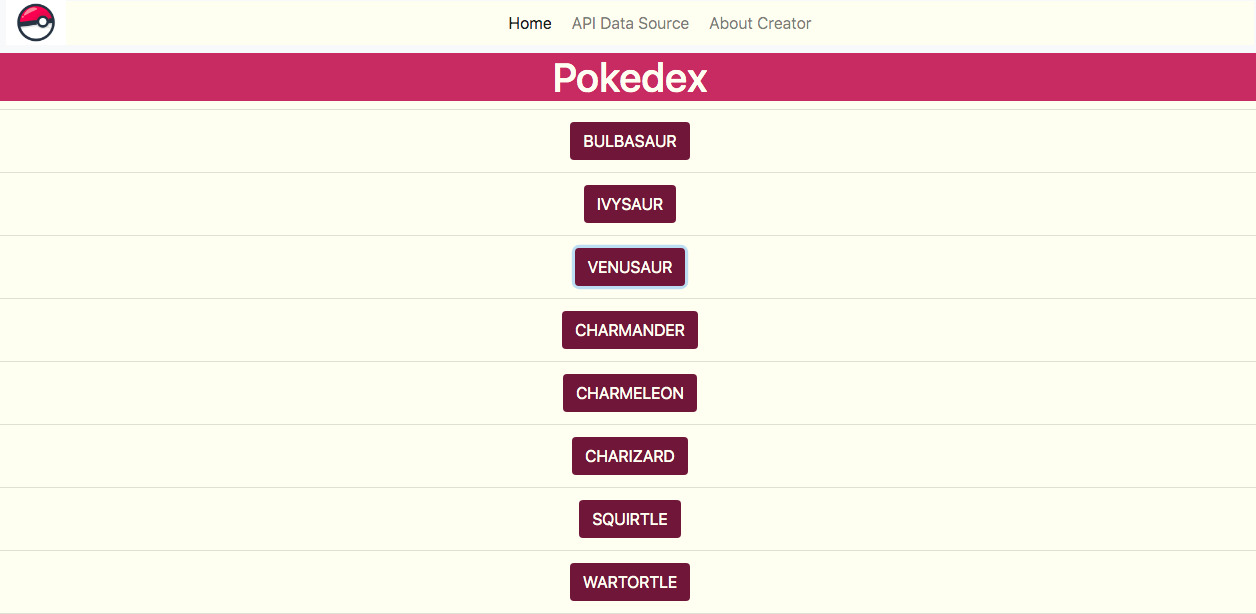 Home API Data Source About Creator
Pokedex
BULBASAUR
IVYSAUR
VENUSAUR
CHARMANDER
CHARMELEON
CHARIZARD
SQUIRTLE
WARTORTLE